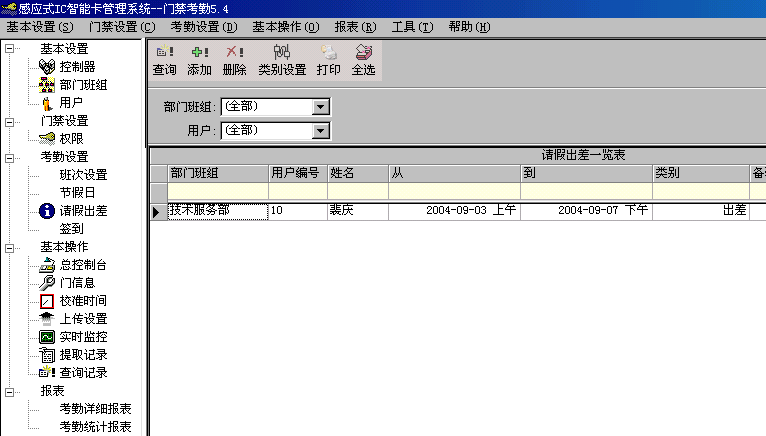 感应式IC智能卡管理系统--门禁考勤5.4
基本设置(S) 门禁设置(C) 考勤设置(D) 基本操作(O) 报表(R) 工具(T) 帮助(H)
基本设置
控制器
部门班组
用户
门禁设置
权限
考勤设置
班次设置
节假日
请假出差
签到
基本操作
总控制台
门信息
校准时间
上传设置
实时监控
提取记录
查询记录
报表
考勤详细报表
考勤统计报表
查询 添加 删除 类别设置 打印 全选
部门班组: (全部)
用户: (全部)
请假出差一览表
部门班组 用户编号 姓名 从 到 类别 备
技术服务部 10 裴庆 2004-09-03 上午 2004-09-07 下午 出差